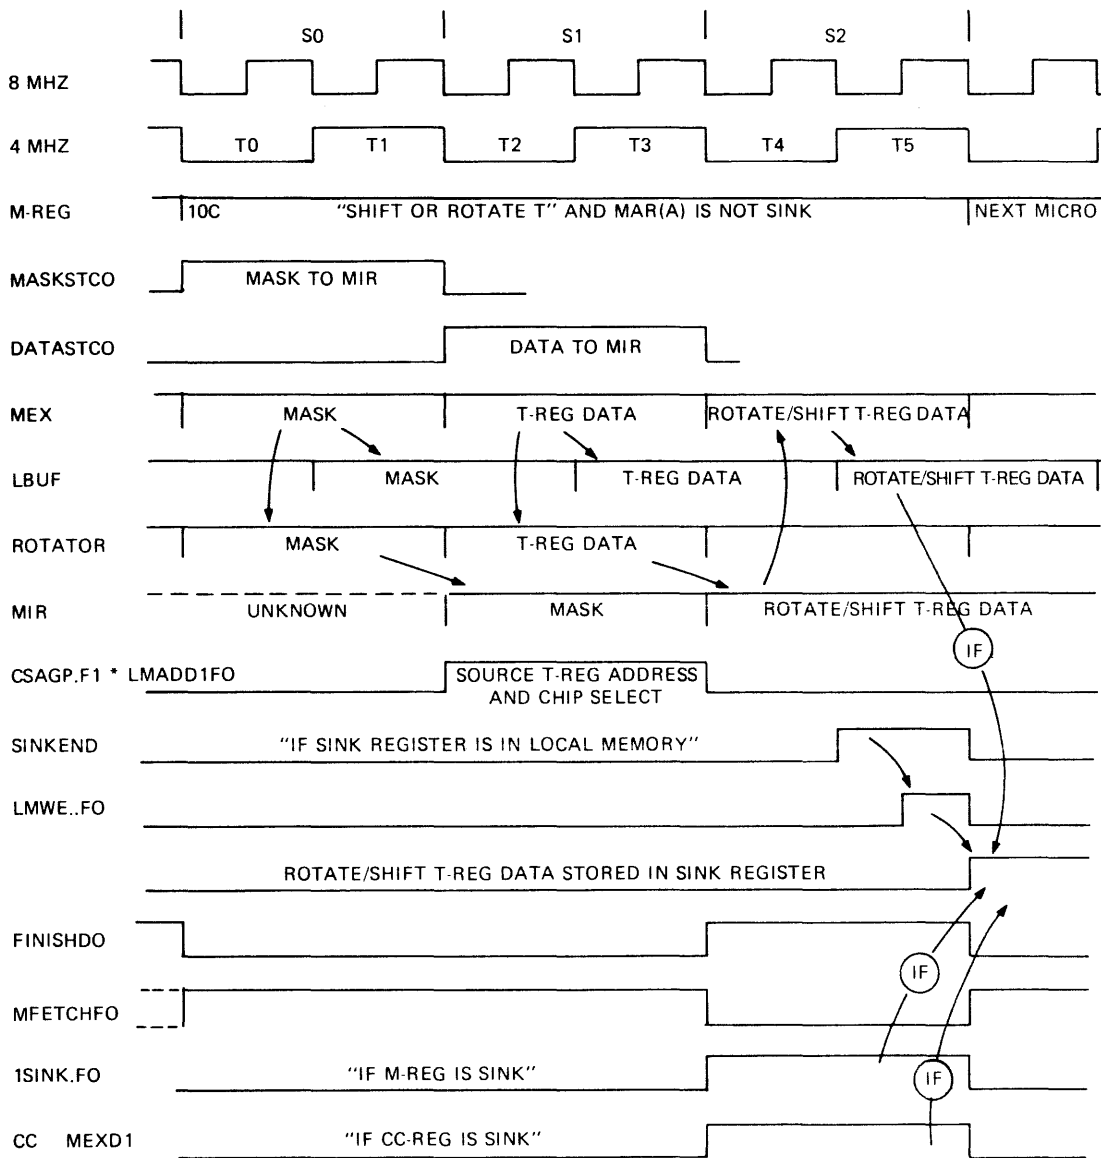 S0 S1 S2
8 MHZ
4 MHZ T0 T1 T2 T3 T4 T5
M-REG 10C "SHIFT OR ROTATE T" AND MAR(A) IS NOT SINK NEXT MICRO
MASKSTCO MASK TO MIR
DATASTCO DATA TO MIR
MEX MASK T-REG DATA ROTATE/SHIFT T-REG DATA
LBUF MASK T-REG DATA ROTATE/SHIFT T-REG DATA
ROTATOR MASK T-REG DATA
MIR UNKNOWN MASK ROTATE/SHIFT T-REG DATA
IF
CSAGP.F1 * LMADD1FO SOURCE T-REG ADDRESS
AND CHIP SELECT
SINKEND "IF SINK REGISTER IS IN LOCAL MEMORY"
LMWE..FO
ROTATE/SHIFT T-REG DATA STORED IN SINK REGISTER
FINISHDO
IF
MFETCHFO
1SINK.FO "IF M-REG IS SINK" IF
CC MEXD1 "IF CC-REG IS SINK"